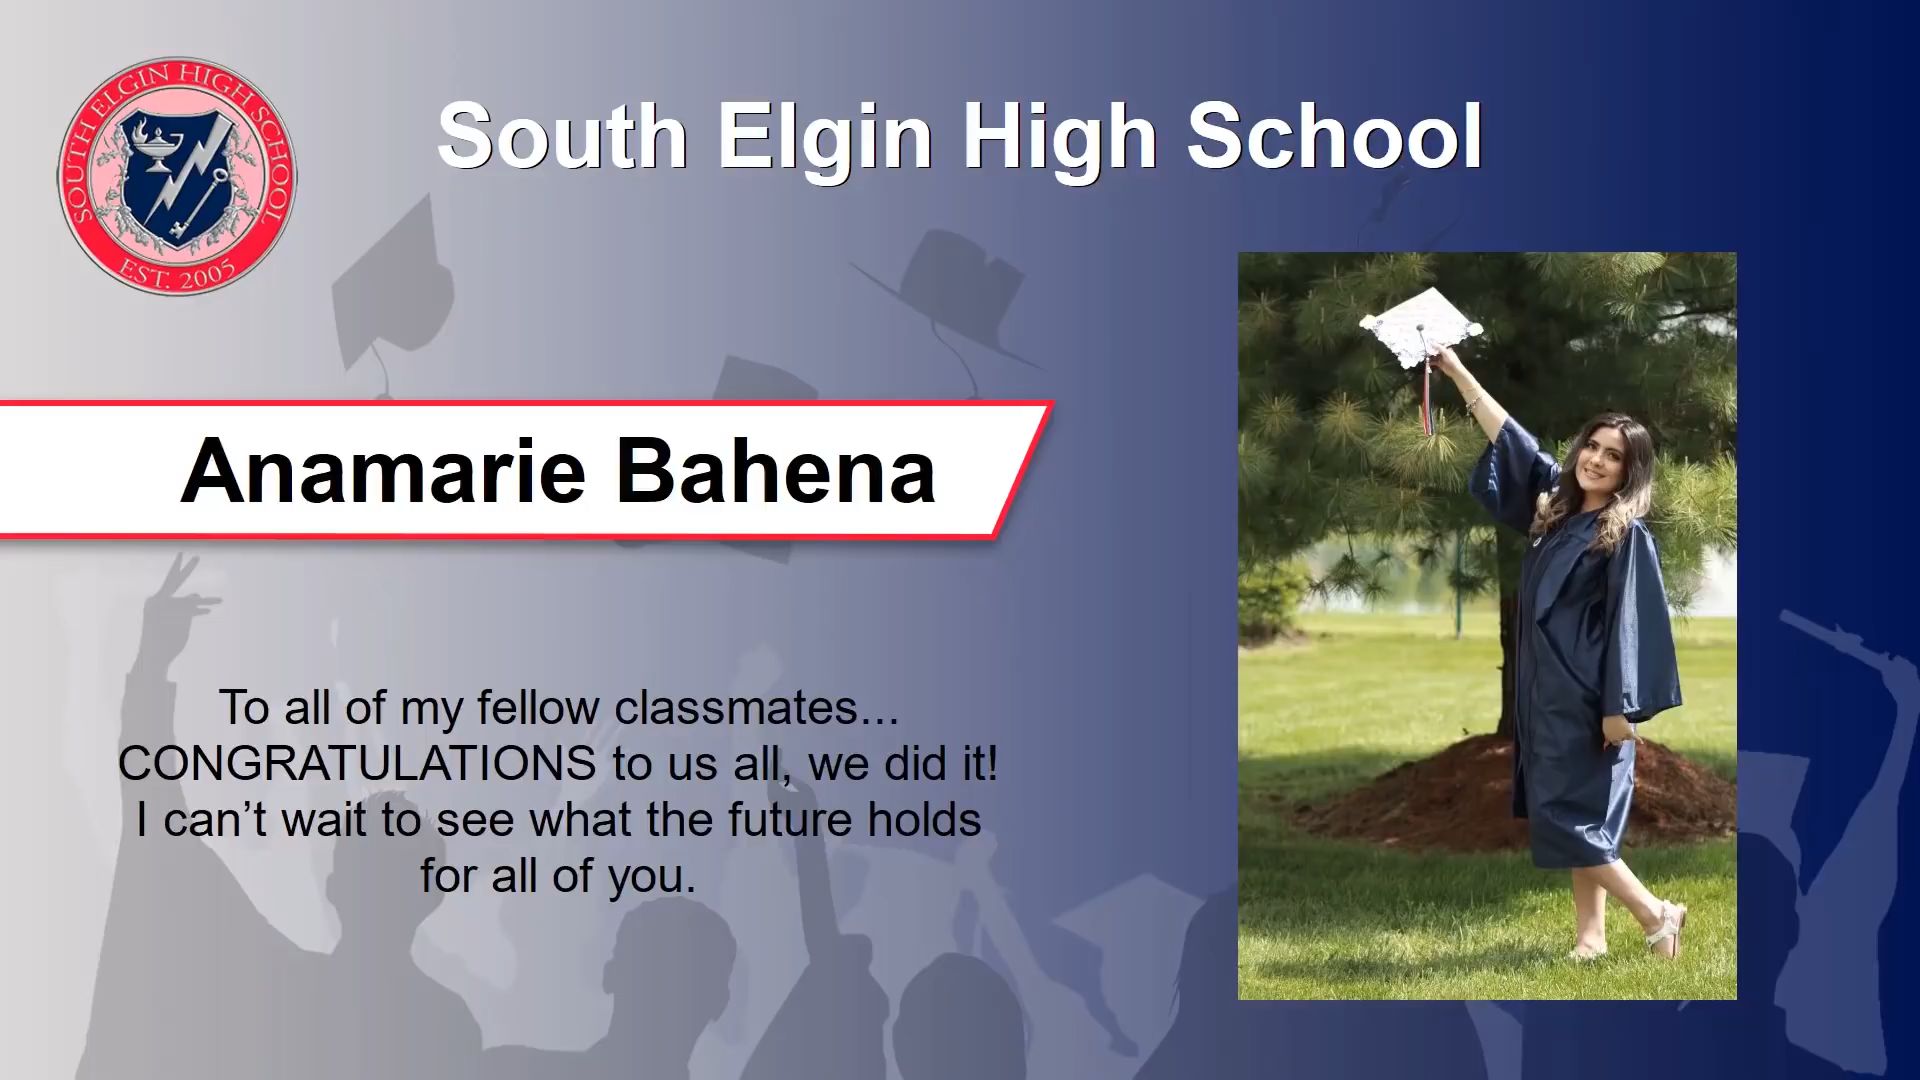 SOUTH ELGIN HIGH SCHOOL
EST. 2005
South Elgin High School
Anamarie Bahena
To all of my fellow classmates...
CONGRATULATIONS to us all, we did it!
I can’t wait to see what the future holds
for all of you.